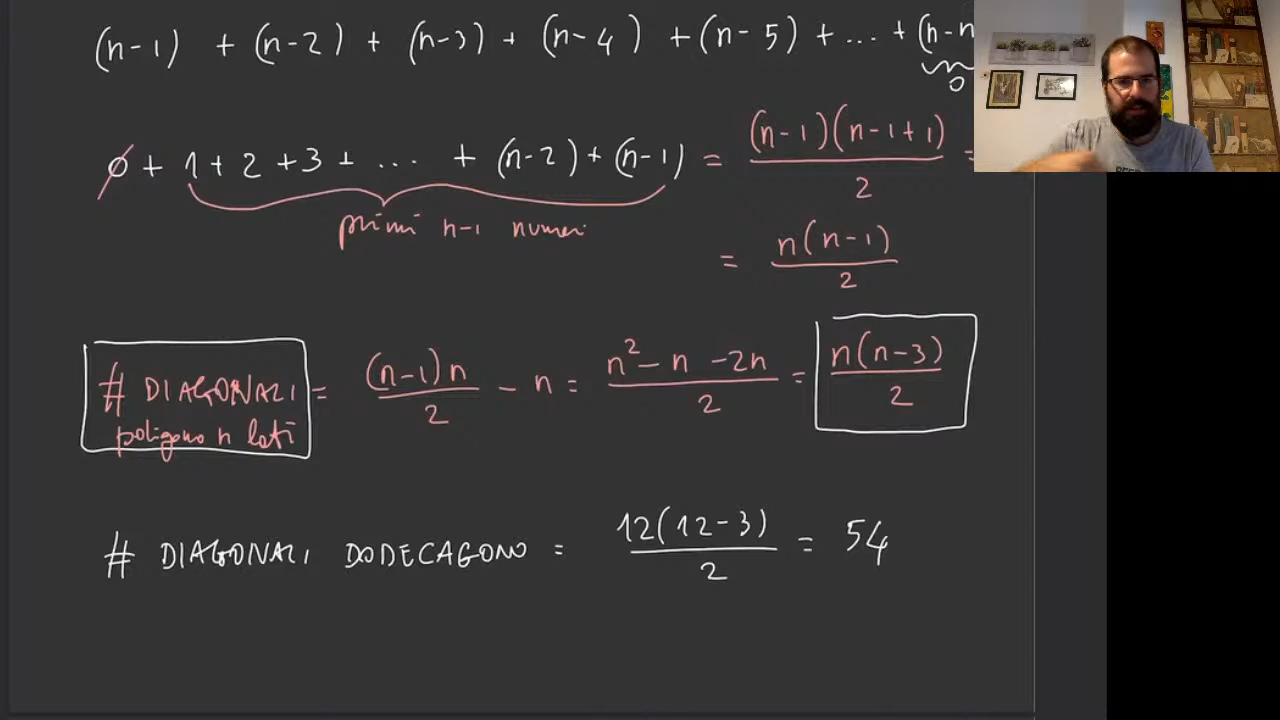 (n-1) + (n-2) + (n-3) + (n-4) + (n-5) + ... + (n-n
0
0 + 1 + 2 + 3 + ... + (n-2) + (n-1) = (n-1)(n-1+1)/2 =
primi n-1 numeri
= n(n-1)/2
# DIAGONALI poligono n lati = (n-1)n/2 - n = n²-n-2n/2 = n(n-3)/2
# DIAGONALI DODECAGONO = 12(12-3)/2 = 54